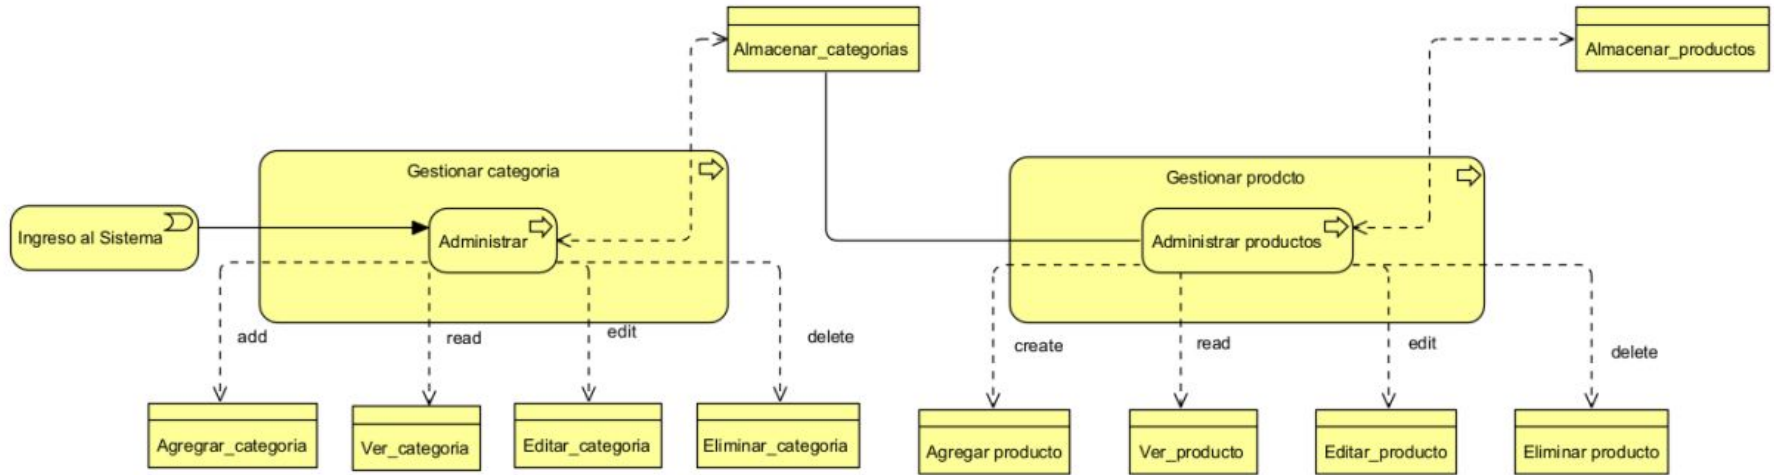 Almacenar_categorias
Almacenar_productos
Gestionar categoria
Gestionar prodcto
Ingreso al Sistema
Administrar
Administrar productos
add
read
edit
delete
create
read
edit
delete
Agregrar_categoria
Ver_categoria
Editar_categoria
Eliminar_categoria
Agregar producto
Ver_producto
Editar_producto
Eliminar producto